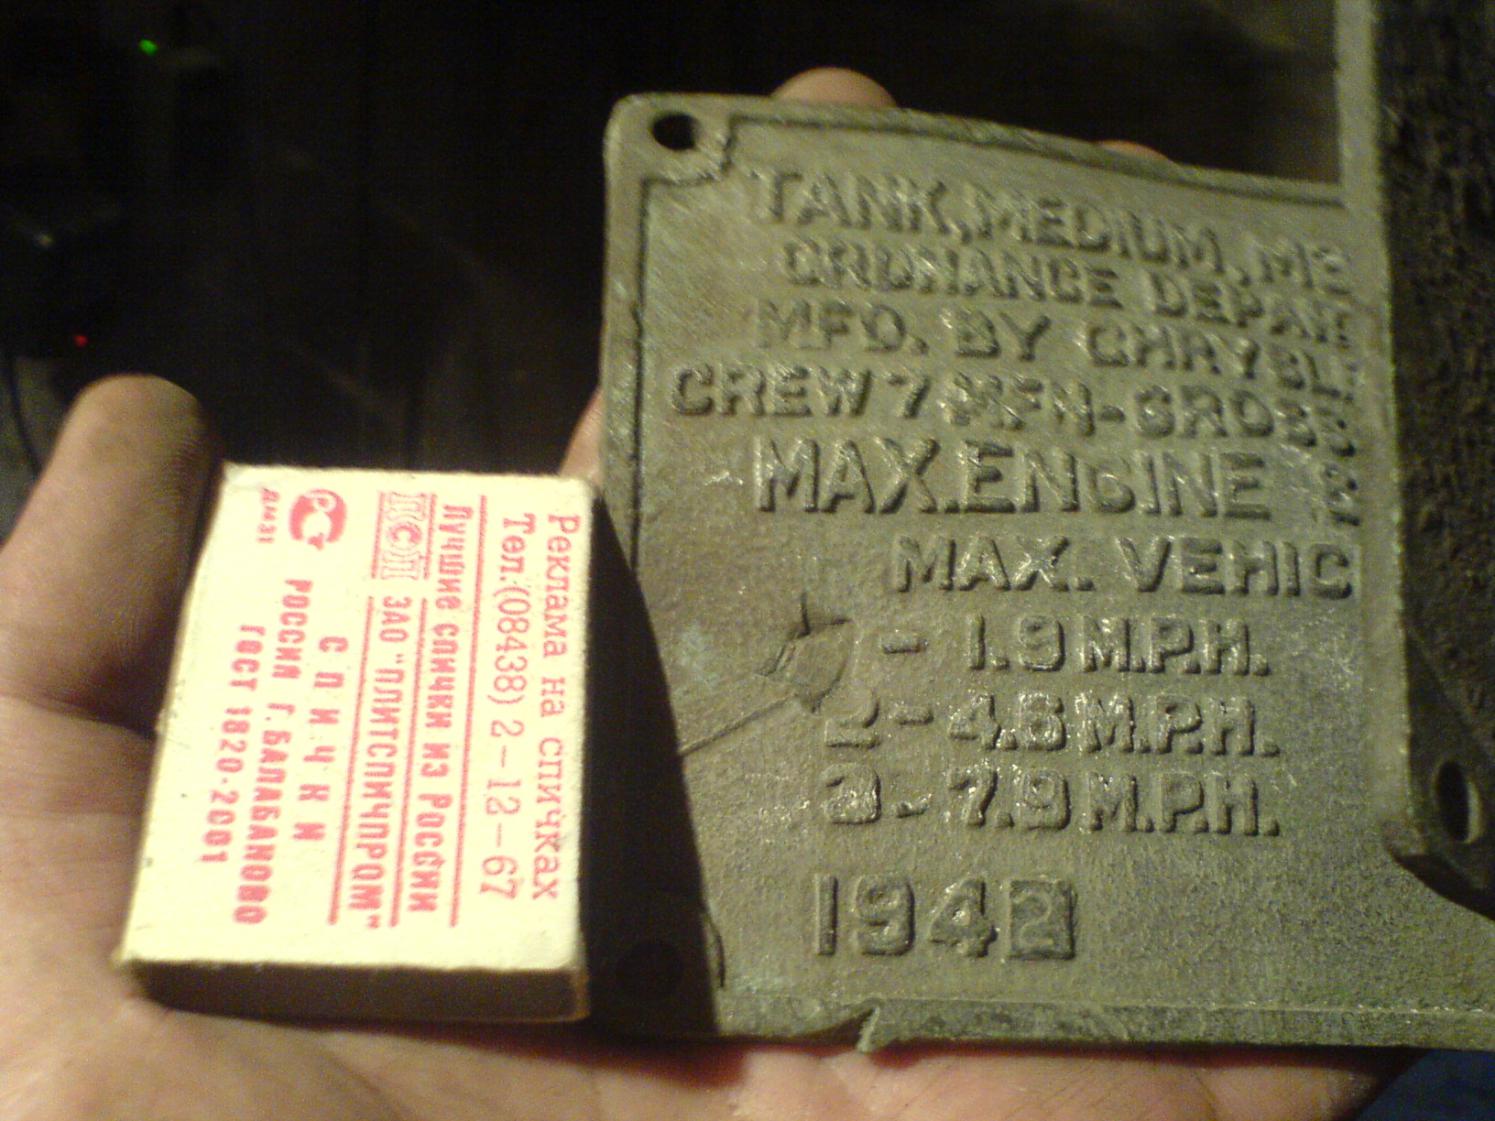 Реклама на спичках
Тел.(08438) 2-12-67
Лучшие спички из России
ЗАО "ПЛИТСПИЧПРОМ"
СПИЧКИ
РОССИЯ Г.БАЛАБАНОВО
ГОСТ 1820-2001
TANK, MEDIUM, M3
ORDNANCE DEPAR
MFD. BY CHRYSL
CREW 7 MEN-GROSS WT
MAX. ENGINE
MAX. VEHIC
- 1.9 M.P.H.
2- 4.6 M.P.H.
3- 7.9 M.P.H.
1942